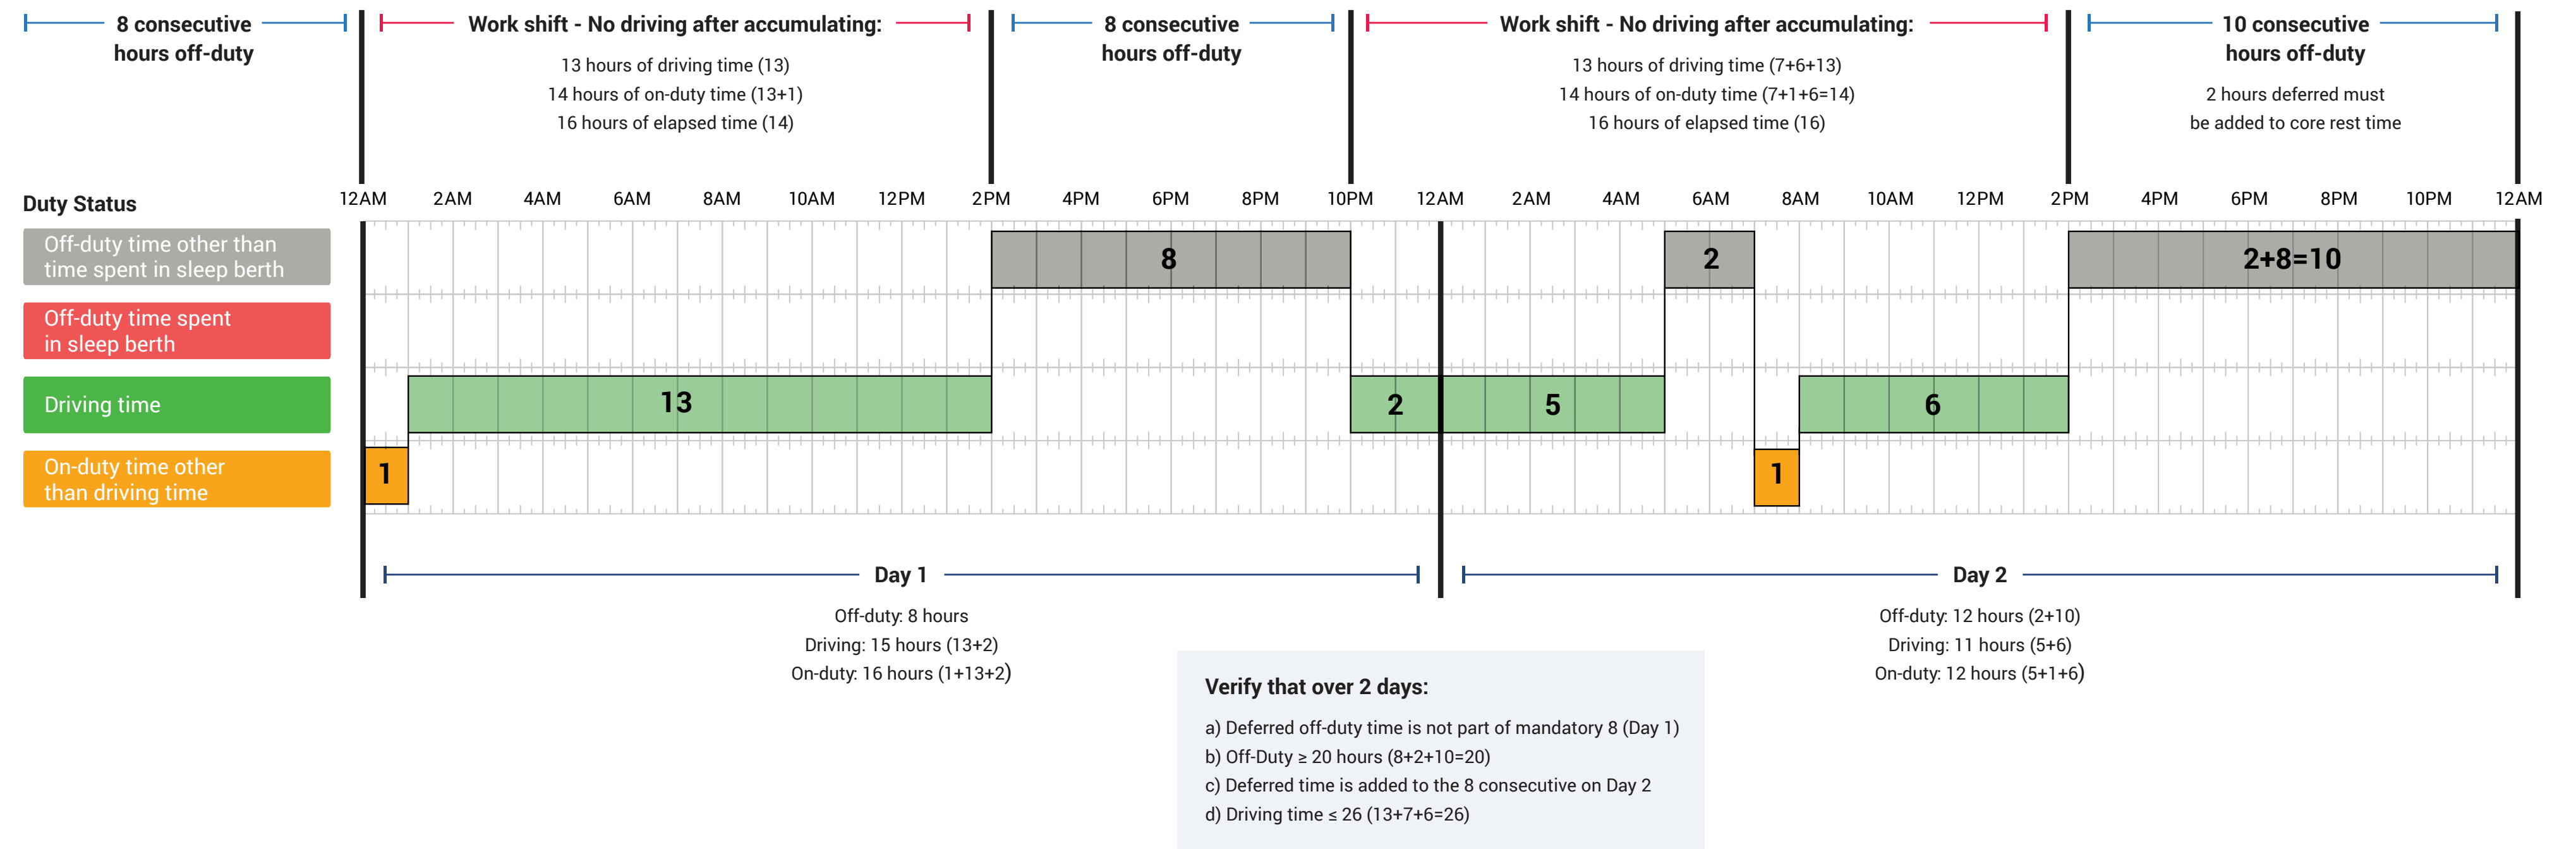 8 consecutive
hours off-duty
Work shift - No driving after accumulating:
13 hours of driving time (13)
14 hours of on-duty time (13+1)
16 hours of elapsed time (14)
8 consecutive
hours off-duty
Work shift - No driving after accumulating:
13 hours of driving time (7+6+13)
14 hours of on-duty time (7+1+6=14)
16 hours of elapsed time (16)
10 consecutive
hours off-duty
2 hours deferred must
be added to core rest time
Duty Status
12AM 2AM 4AM 6AM 8AM 10AM 12PM 2PM 4PM 6PM 8PM 10PM 12AM 2AM 4AM 6AM 8AM 10AM 12PM 2PM 4PM 6PM 8PM 10PM 12AM
Off-duty time other than
time spent in sleep berth
8 2 2+8=10
Off-duty time spent
in sleep berth
Driving time
13 2 5 6
On-duty time other
than driving time
1 1
Day 1
Off-duty: 8 hours
Driving: 15 hours (13+2)
On-duty: 16 hours (1+13+2)
Day 2
Off-duty: 12 hours (2+10)
Driving: 11 hours (5+6)
On-duty: 12 hours (5+1+6)
Verify that over 2 days:
a) Deferred off-duty time is not part of mandatory 8 (Day 1)
b) Off-Duty ≥ 20 hours (8+2+10=20)
c) Deferred time is added to the 8 consecutive on Day 2
d) Driving time ≤ 26 (13+7+6=26)